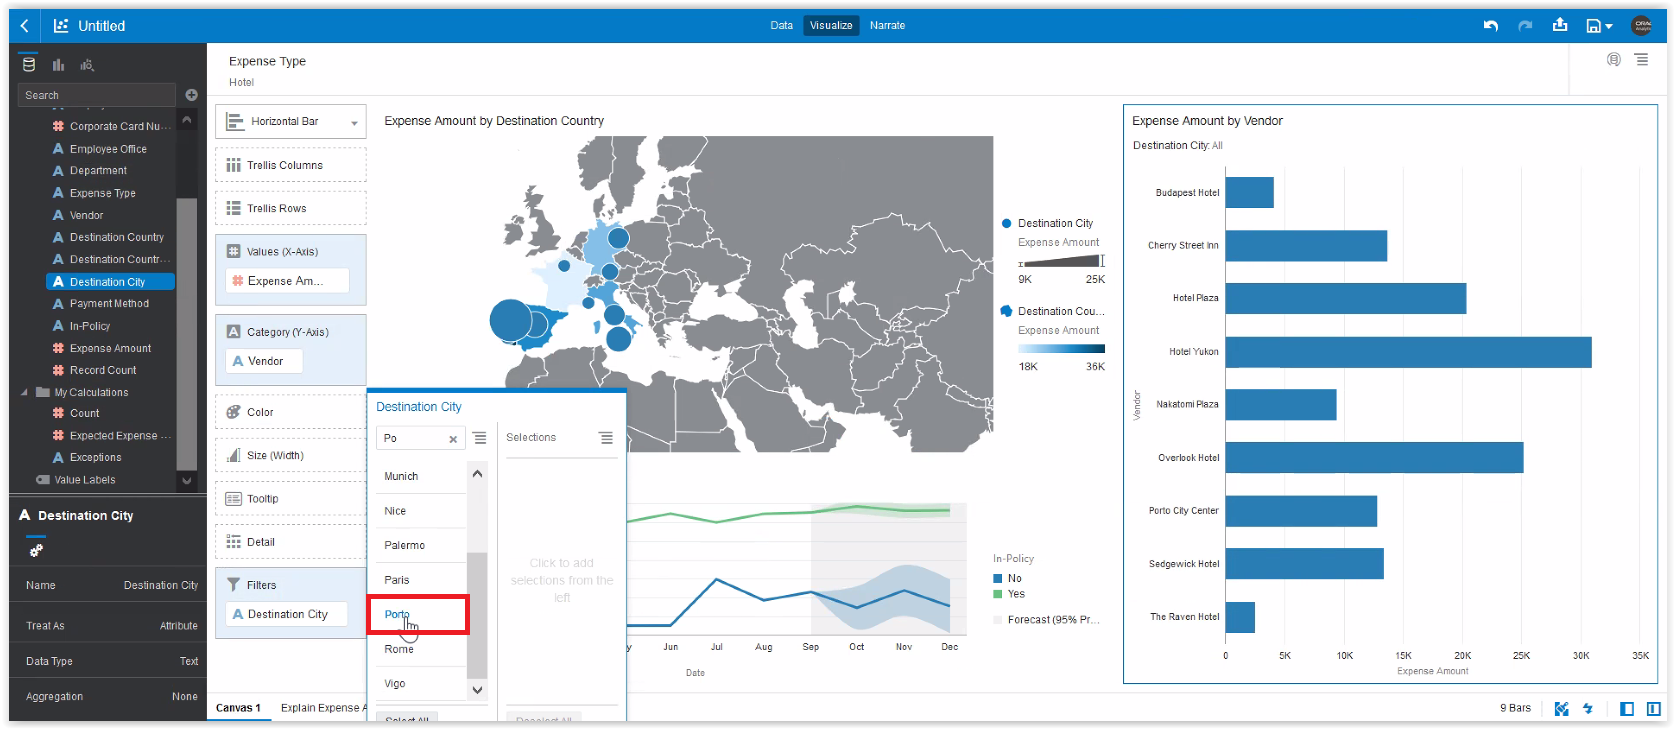 Untitled
Data Visualize Narrate
Search
Corporate Card Nu...
Employee Office
Department
Expense Type
Vendor
Destination Country
Destination Countr...
Destination City
Payment Method
In-Policy
Expense Amount
Record Count
My Calculations
Count
Expected Expense ...
Exceptions
Value Labels
Destination City
Name Destination City
Treat As Attribute
Data Type Text
Aggregation None
Expense Type
Hotel
Horizontal Bar
Trellis Columns
Trellis Rows
Values (X-Axis)
Expense Am...
Category (Y-Axis)
Vendor
Color
Size (Width)
Tooltip
Detail
Filters
Destination City
Expense Amount by Destination Country
Destination City
Expense Amount
9K 25K
Destination Cou...
Expense Amount
18K 36K
Destination City
Po
Selections
Munich
Nice
Palermo
Paris
Porto
Rome
Vigo
Select All
Click to add
selections from the
left
Deselect All
y Jun Jul Aug Sep Oct Nov Dec
Date
In-Policy
No
Yes
Forecast (95% Pr...
Expense Amount by Vendor
Destination City: All
Vendor
Budapest Hotel
Cherry Street Inn
Hotel Plaza
Hotel Yukon
Nakatomi Plaza
Overlook Hotel
Porto City Center
Sedgewick Hotel
The Raven Hotel
0 5K 10K 15K 20K 25K 30K 35K
Expense Amount
Canvas 1 Explain Expense A
9 Bars